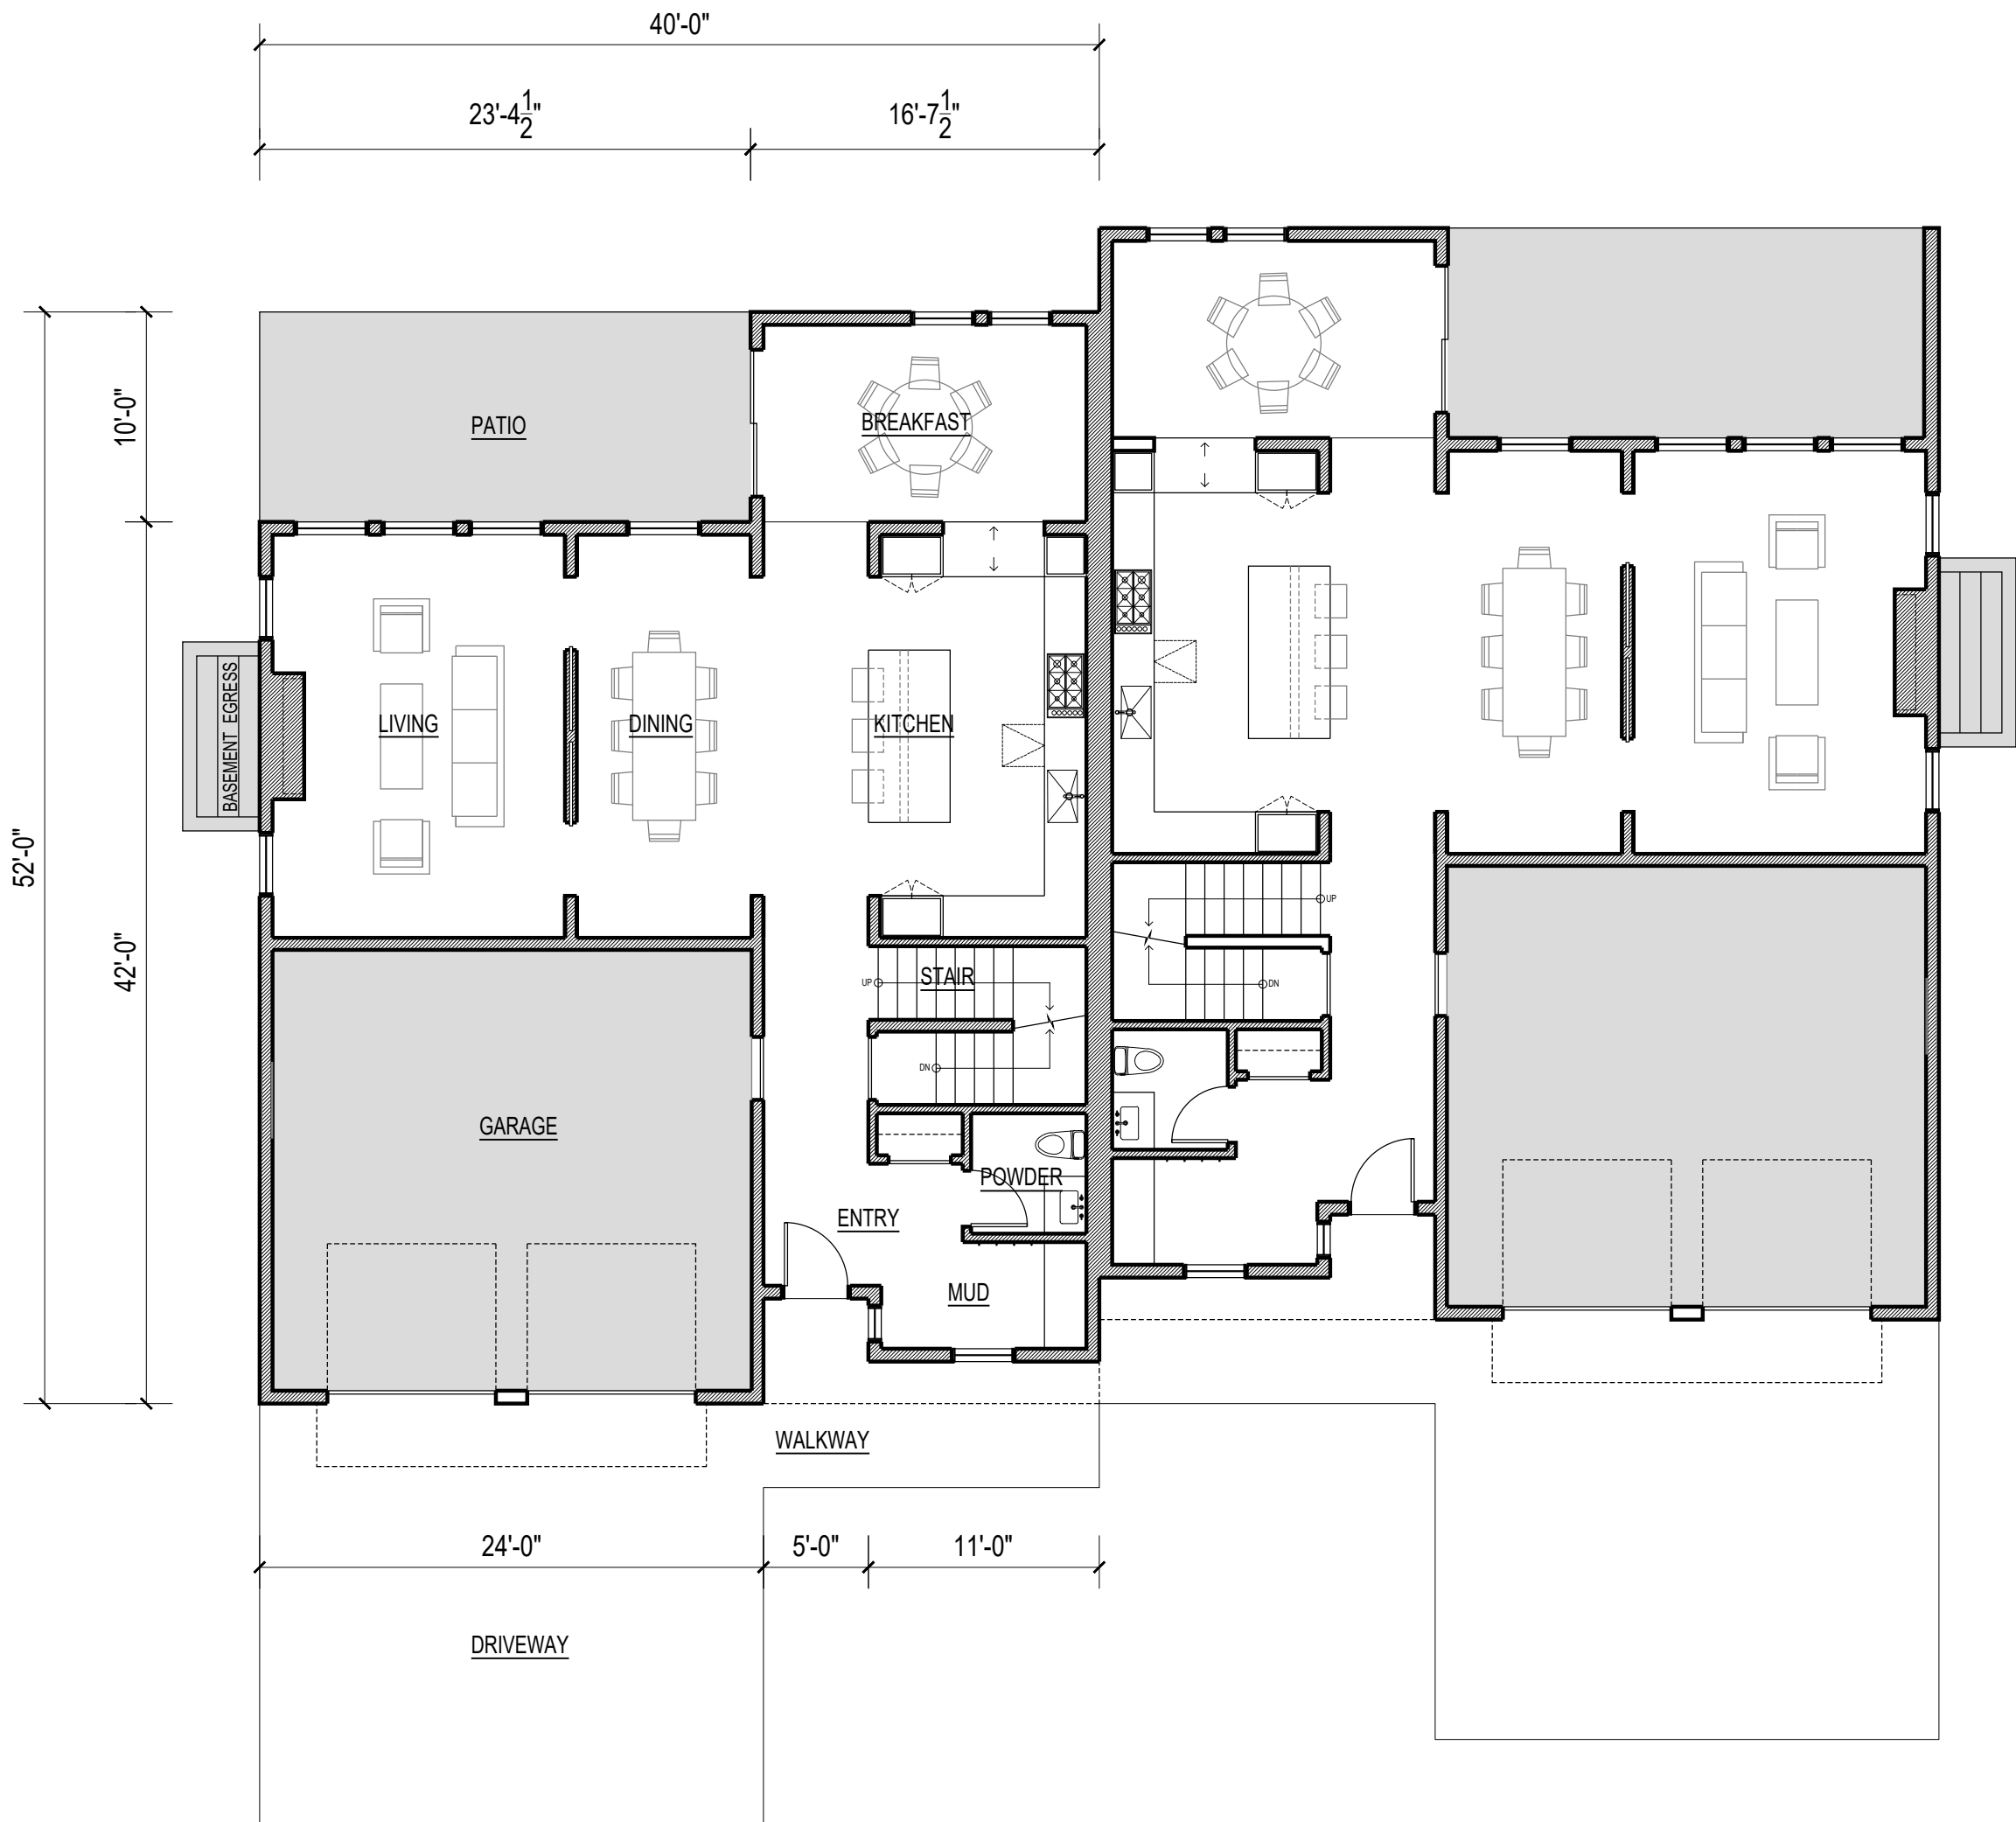 40'-0"
23'-4 1/2"
16'-7 1/2"
10'-0"
PATIO
BREAKFAST
BASEMENT EGRESS
LIVING
DINING
KITCHEN
52'-0"
UP
42'-0"
STAIR
UP
DN
DN
GARAGE
POWDER
ENTRY
MUD
WALKWAY
24'-0"
5'-0"
11'-0"
DRIVEWAY